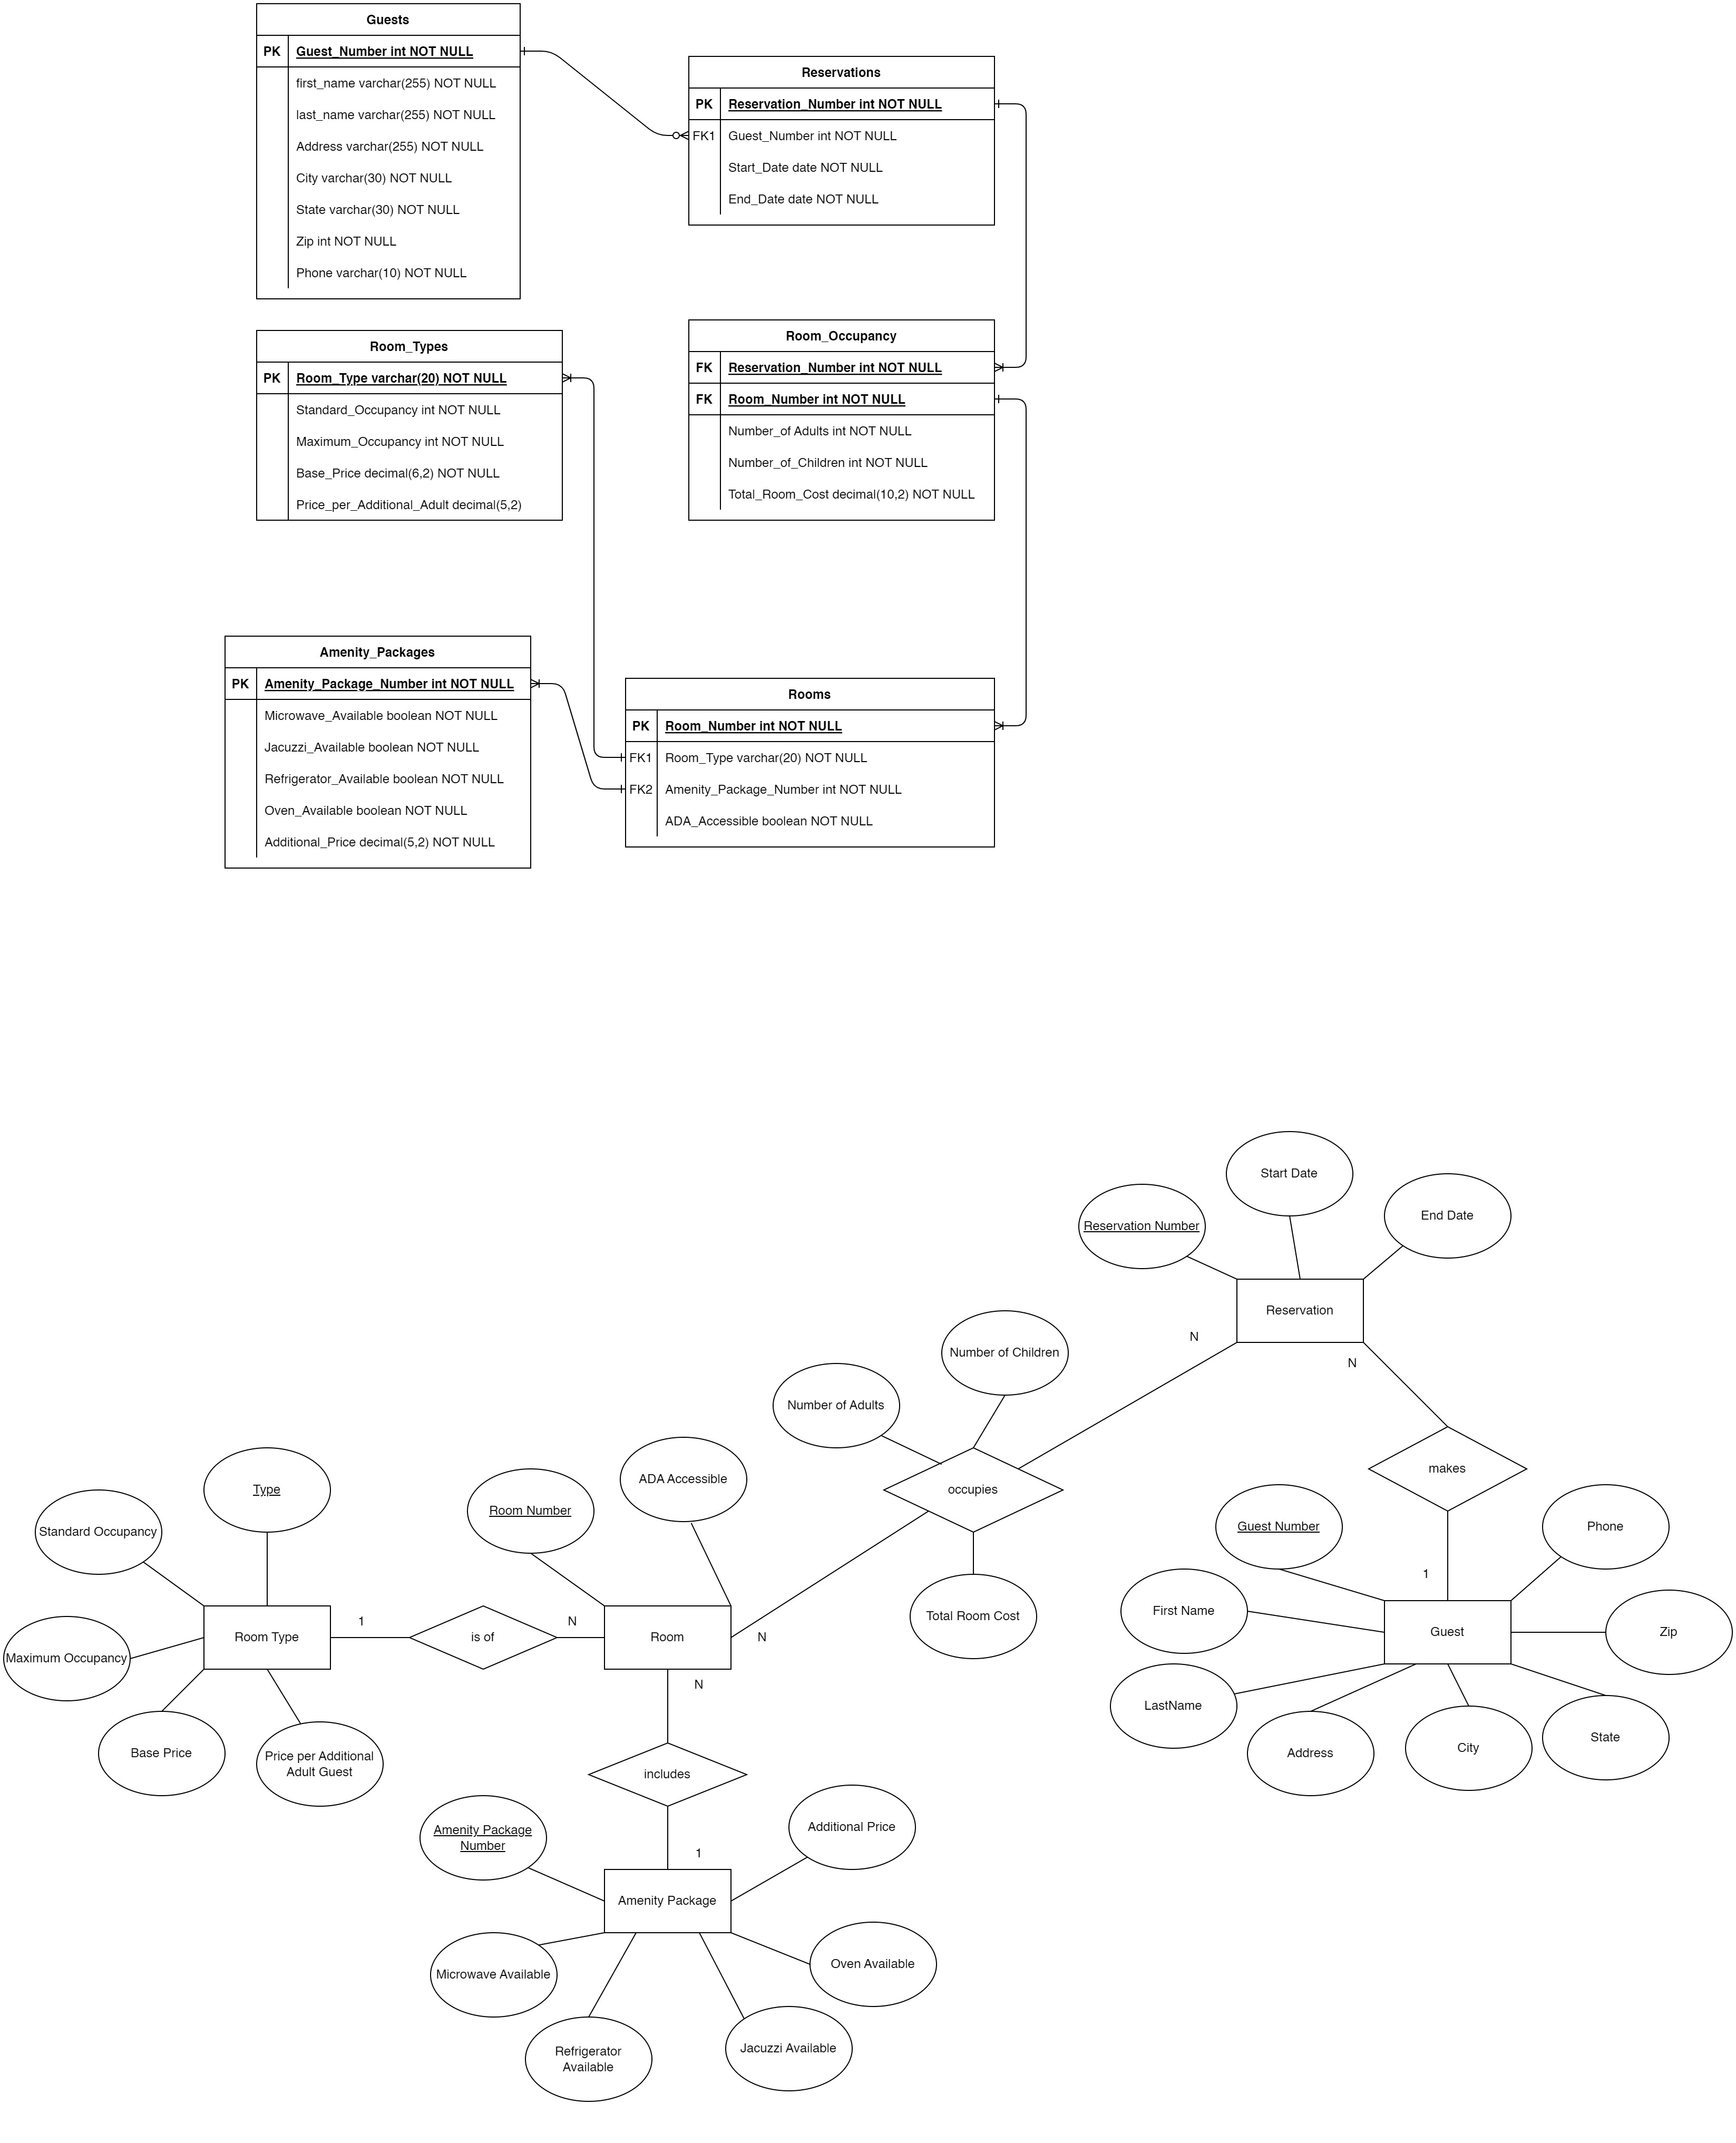 Guests
PK Guest_Number int NOT NULL
first_name varchar(255) NOT NULL
last_name varchar(255) NOT NULL
Address varchar(255) NOT NULL
City varchar(30) NOT NULL
State varchar(30) NOT NULL
Zip int NOT NULL
Phone varchar(10) NOT NULL
Reservations
PK Reservation_Number int NOT NULL
FK1 Guest_Number int NOT NULL
Start_Date date NOT NULL
End_Date date NOT NULL
Room_Types
PK Room_Type varchar(20) NOT NULL
Standard_Occupancy int NOT NULL
Maximum_Occupancy int NOT NULL
Base_Price decimal(6,2) NOT NULL
Price_per_Additional_Adult decimal(5,2)
Room_Occupancy
FK Reservation_Number int NOT NULL
FK Room_Number int NOT NULL
Number_of Adults int NOT NULL
Number_of_Children int NOT NULL
Total_Room_Cost decimal(10,2) NOT NULL
Amenity_Packages
PK Amenity_Package_Number int NOT NULL
Microwave_Available boolean NOT NULL
Jacuzzi_Available boolean NOT NULL
Refrigerator_Available boolean NOT NULL
Oven_Available boolean NOT NULL
Additional_Price decimal(5,2) NOT NULL
Rooms
PK Room_Number int NOT NULL
FK1 Room_Type varchar(20) NOT NULL
FK2 Amenity_Package_Number int NOT NULL
ADA_Accessible boolean NOT NULL
Start Date
End Date
Reservation Number
Reservation
N
N
Number of Children
Number of Adults
occupies
Total Room Cost
makes
Guest Number
Phone
1
First Name
Guest
Zip
LastName
Address
City
State
ADA Accessible
Room Number
Type
Standard Occupancy
Room Type
1
is of
N
Room
N
Maximum Occupancy
Base Price
Price per Additional
Adult Guest
N
includes
1
Amenity Package
Number
Additional Price
Amenity Package
Microwave Available
Oven Available
Refrigerator
Available
Jacuzzi Available